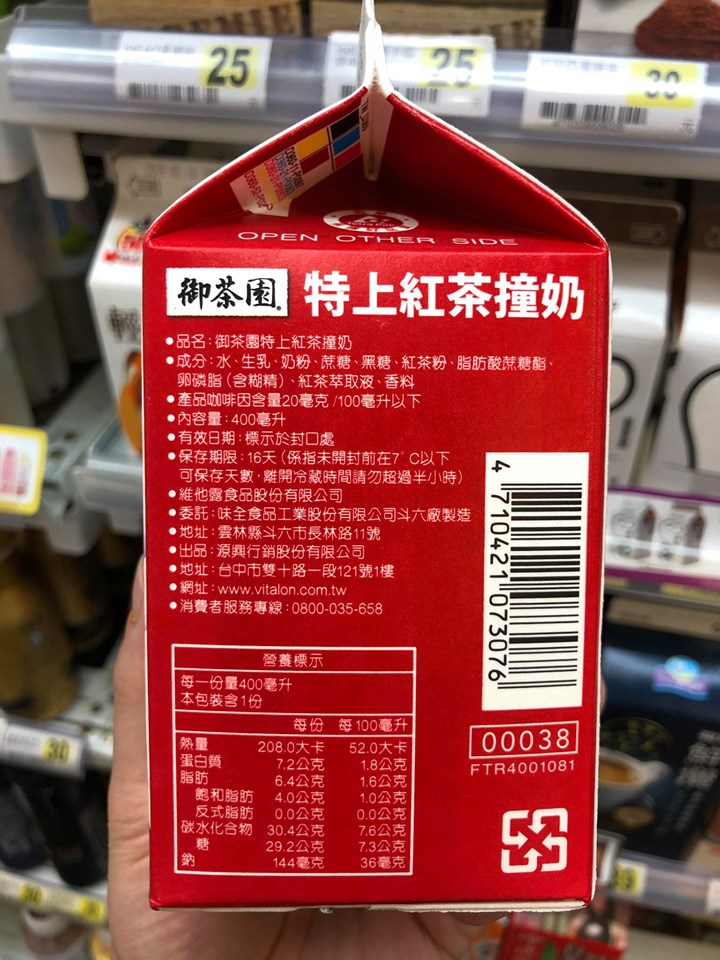 25
25
30
OPEN OTHER SIDE
御茶園 特上紅茶撞奶
•品名:御茶園特上紅茶撞奶
•成分:水、生乳、奶粉、蔗糖、黑糖、紅茶粉、脂肪酸蔗糖酯、
卵磷脂(含糊精)、紅茶萃取液、香料
•產品咖啡因含量20毫克/100毫升以下
•內容量:400毫升
•有效日期:標示於封口處
•保存期限:16天(係指未開封前在7°C以下
可保存天數,離開冷藏時間請勿超過半小時)
•維他露食品股份有限公司
•委託:味全食品工業股份有限公司斗六廠製造
•地址:雲林縣斗六市長林路11號
•出品:源興行銷股份有限公司
•地址:台中市雙十路一段121號1樓
•網址:www.vitalon.com.tw
•消費者服務專線:0800-035-658
4 710421 073076
營養標示
每一份量400毫升
本包裝含1份
每份 每100毫升
熱量 208.0大卡 52.0大卡
蛋白質 7.2公克 1.8公克
脂肪 6.4公克 1.6公克
飽和脂肪 4.0公克 1.0公克
反式脂肪 0.0公克 0.0公克
碳水化合物 30.4公克 7.6公克
糖 29.2公克 7.3公克
鈉 144毫克 36毫克
00038
FTR4001081
30